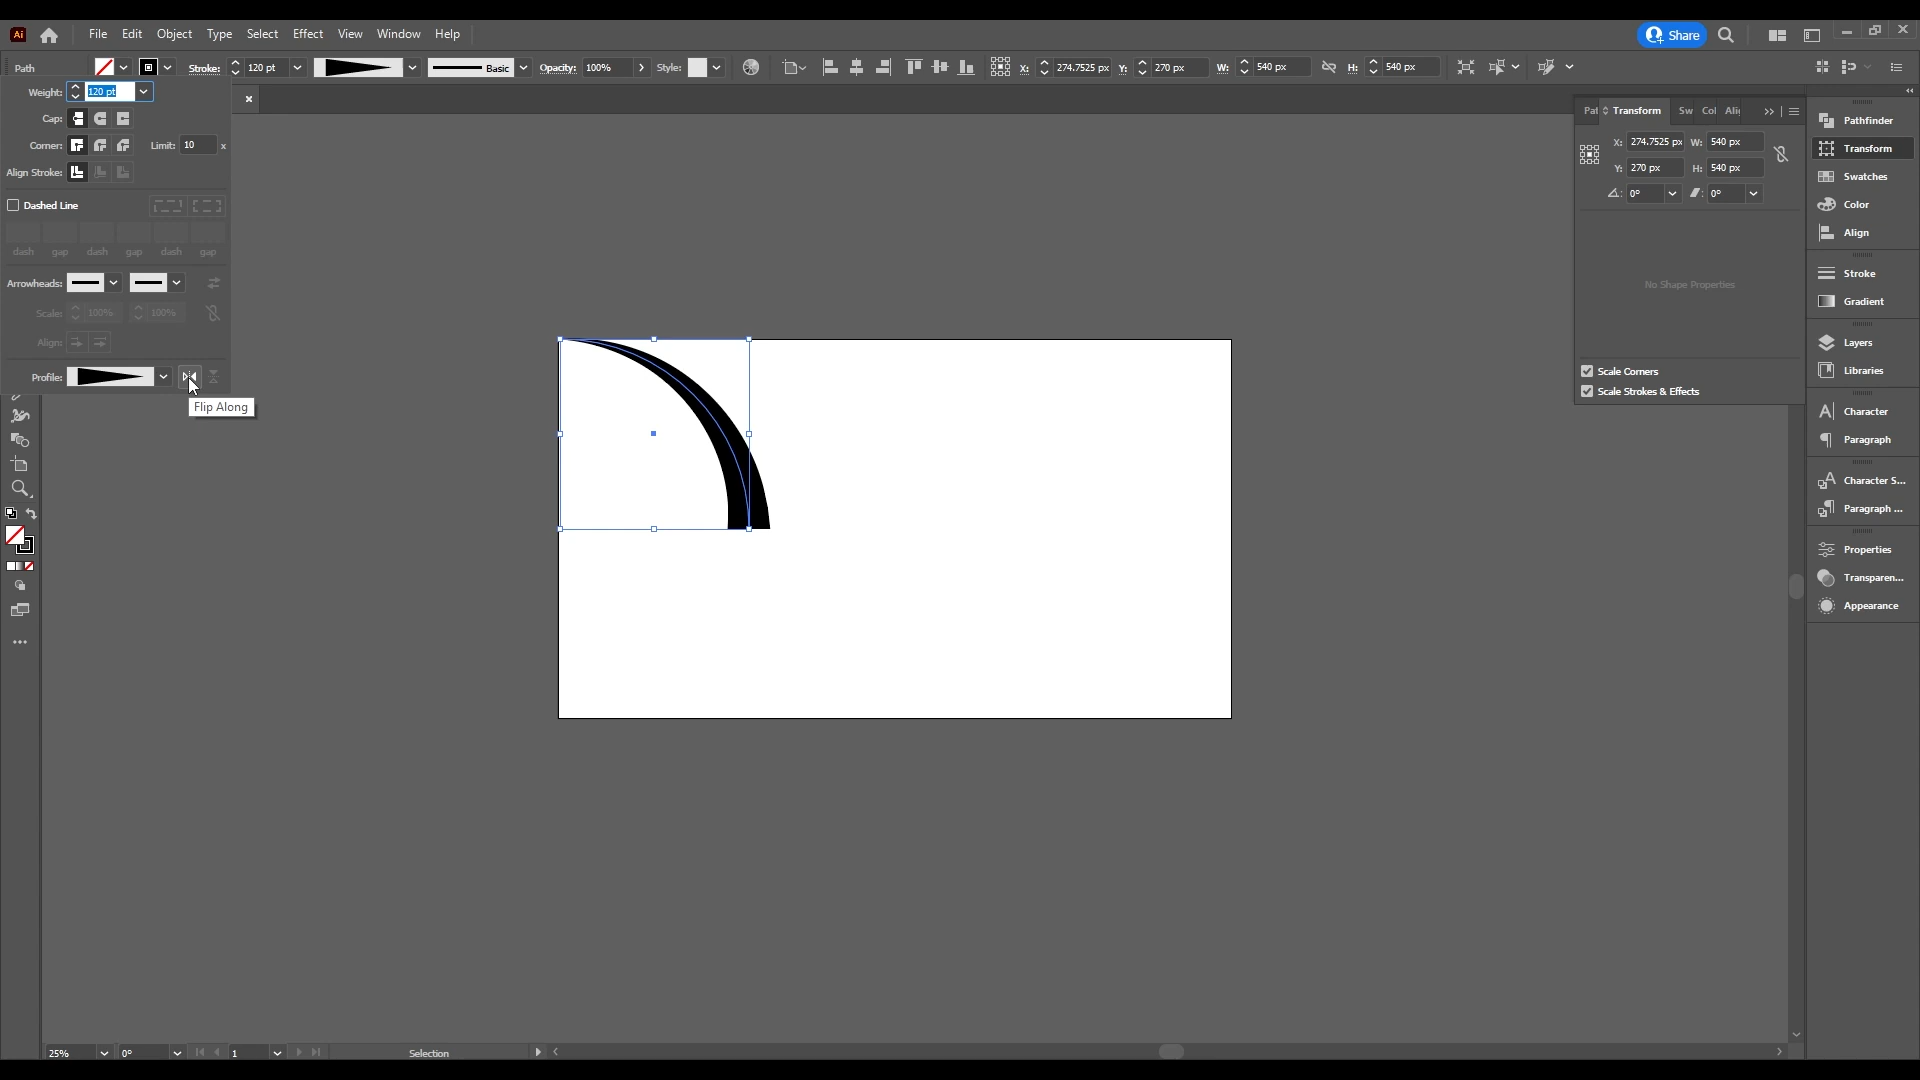 Ai File Edit Object Type Select Effect View Window Help Share
Path Stroke: 120 pt Basic Opacity: 100% Style: X: 274.7525 px Y: 270 px W: 540 px H: 540 px
Weight: 120 pt
Cap:
Corner: Limit: 10 x
Align Stroke:
Dashed Line
dash gap dash gap dash gap
Arrowheads:
Scale: 100% 100%
Align:
Profile:
Flip Along
Transform
X: 274.7525 px W: 540 px
Y: 270 px H: 540 px
0° 0°
No Shape Properties
Scale Corners
Scale Strokes & Effects
Pathfinder
Transform
Swatches
Color
Align
Stroke
Gradient
Layers
Libraries
Character
Paragraph
Character S...
Paragraph ...
Properties
Transparen...
Appearance
25% 0° 1 Selection